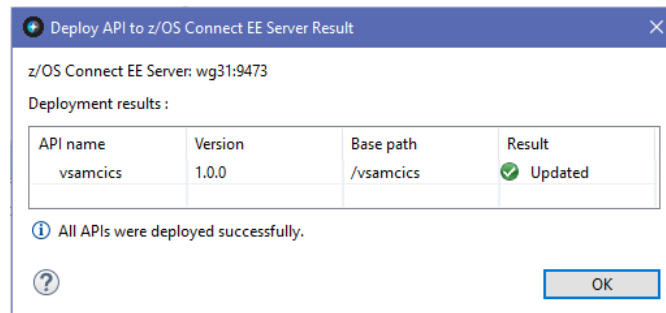 Deploy API to z/OS Connect EE Server Result
z/OS Connect EE Server: wg31:9473
Deployment results :
API name Version Base path Result
vsamcics 1.0.0 /vsamcics Updated
All APIs were deployed successfully.
OK